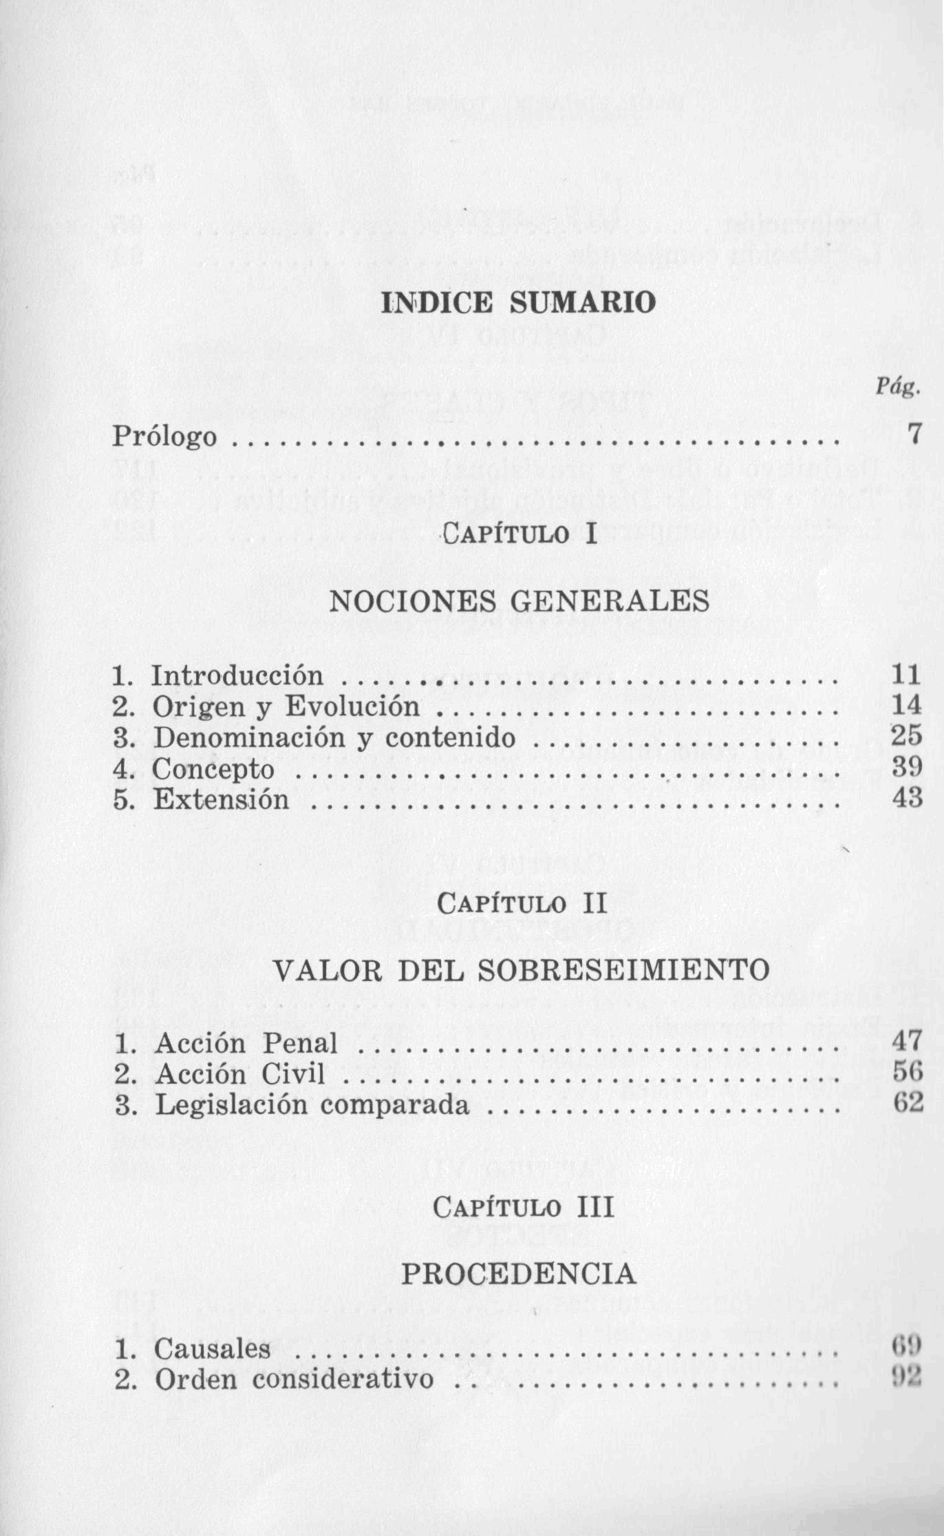 INDICE SUMARIO
Pág.
Prólogo ....................................... 7
CAPÍTULO I
NOCIONES GENERALES
1. Introducción ................................ 11
2. Origen y Evolución .......................... 14
3. Denominación y contenido .................... 25
4. Concepto ................................... 39
5. Extensión .................................. 43
CAPÍTULO II
VALOR DEL SOBRESEIMIENTO
1. Acción Penal ............................... 47
2. Acción Civil ................................ 56
3. Legislación comparada ....................... 62
CAPÍTULO III
PROCEDENCIA
1. Causales ................................... 69
2. Orden considerativo .. ..................... 92